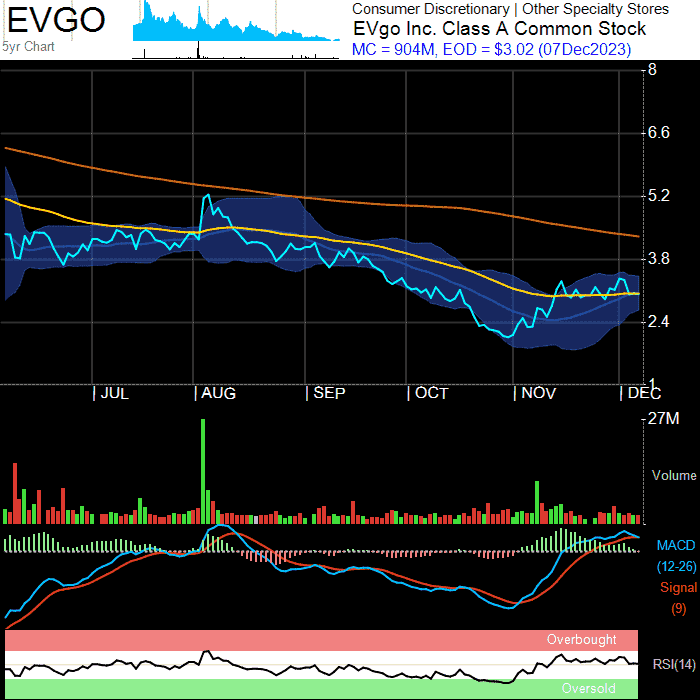 EVGO
5yr Chart
Consumer Discretionary | Other Specialty Stores
EVgo Inc. Class A Common Stock
MC = 904M, EOD = $3.02 (07Dec2023)
8
6.6
5.2
3.8
2.4
1
| JUL | AUG | SEP | OCT | NOV | DEC
27M
Volume
MACD
(12-26)
Signal
(9)
Overbought
RSI(14)
Oversold